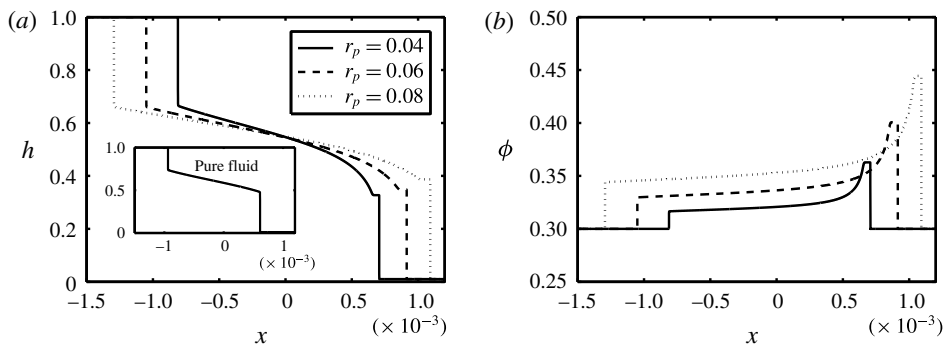 (a)
1.0
0.8
0.6
h
0.4
0.2
0
r_p = 0.04
r_p = 0.06
r_p = 0.08
1.0
Pure fluid
0.5
0
−1 0 1
(× 10⁻³)
−1.5 −1.0 −0.5 0 0.5 1.0
(× 10⁻³)
x
(b)
0.50
0.45
0.40
ϕ
0.35
0.30
0.25
−1.5 −1.0 −0.5 0 0.5 1.0
(× 10⁻³)
x